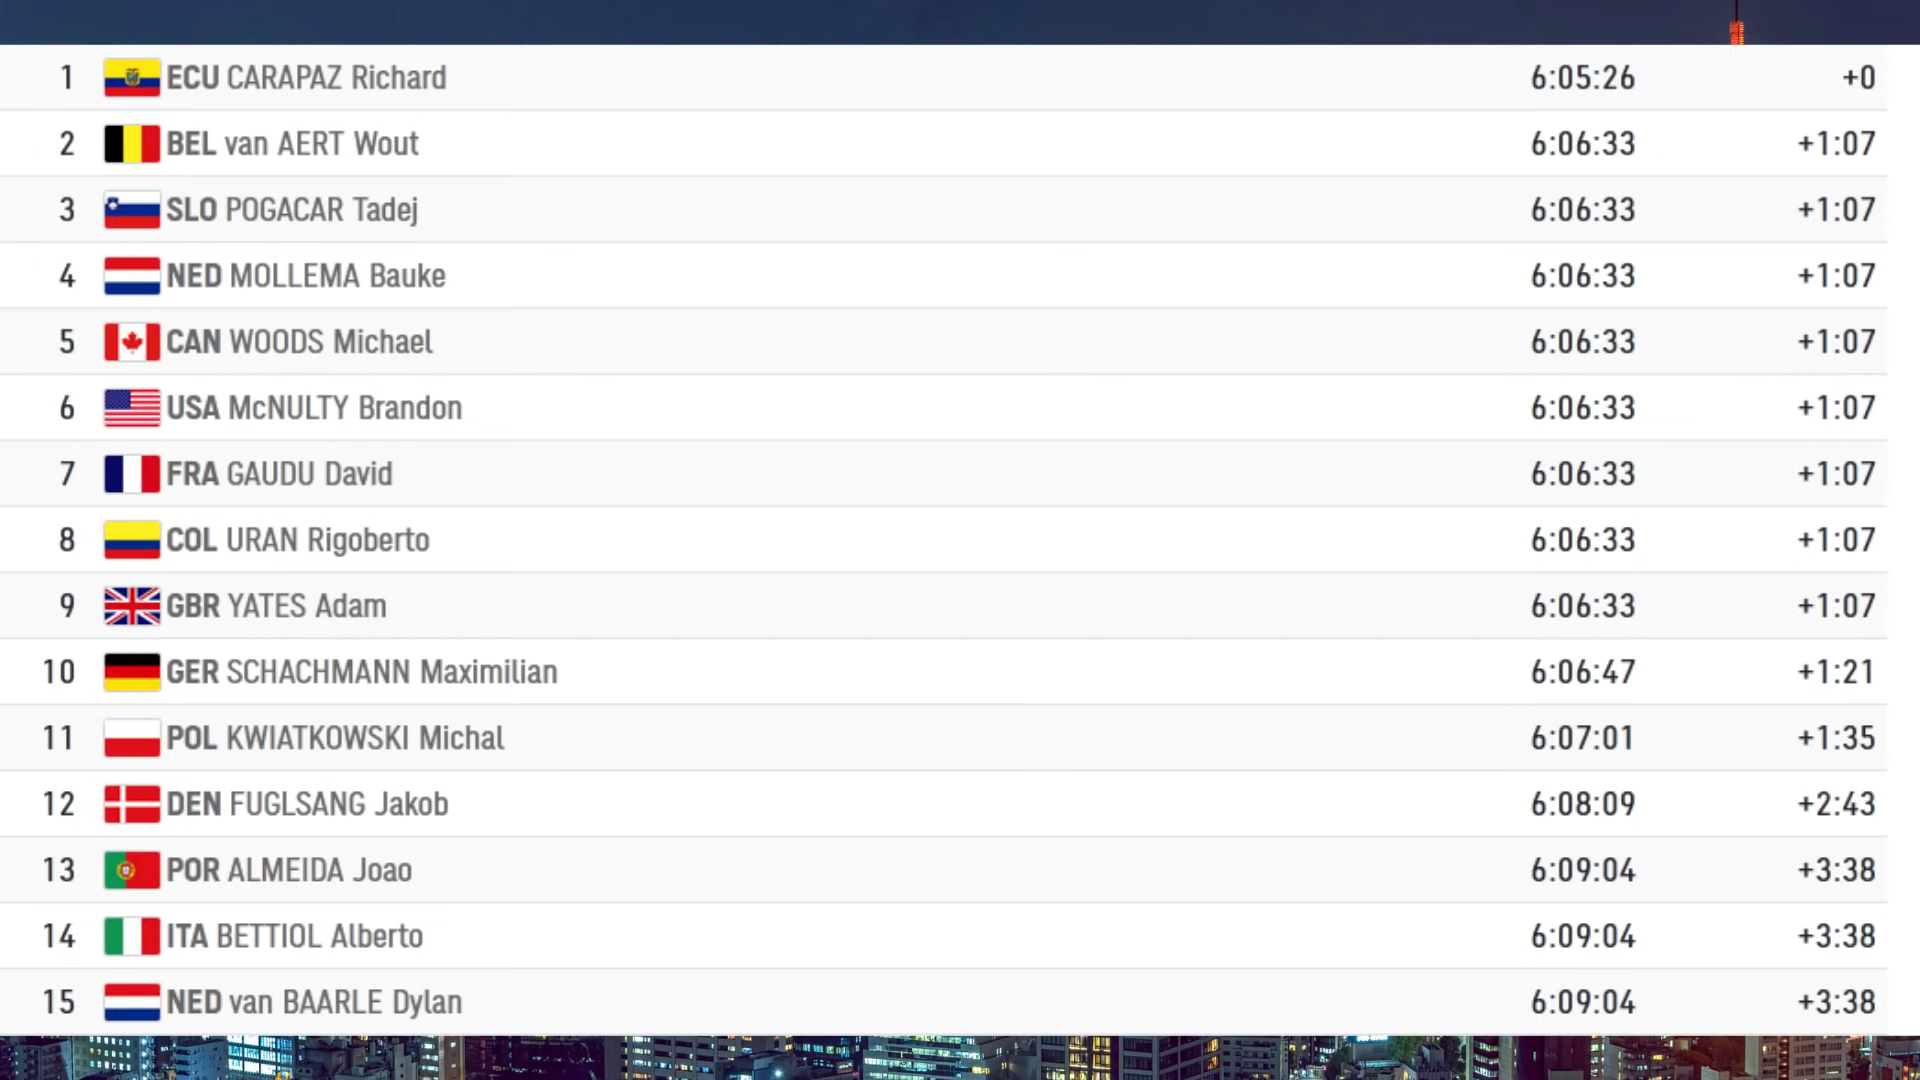 1 ECU CARAPAZ Richard 6:05:26 +0
2 BEL van AERT Wout 6:06:33 +1:07
3 SLO POGACAR Tadej 6:06:33 +1:07
4 NED MOLLEMA Bauke 6:06:33 +1:07
5 CAN WOODS Michael 6:06:33 +1:07
6 USA McNULTY Brandon 6:06:33 +1:07
7 FRA GAUDU David 6:06:33 +1:07
8 COL URAN Rigoberto 6:06:33 +1:07
9 GBR YATES Adam 6:06:33 +1:07
10 GER SCHACHMANN Maximilian 6:06:47 +1:21
11 POL KWIATKOWSKI Michal 6:07:01 +1:35
12 DEN FUGLSANG Jakob 6:08:09 +2:43
13 POR ALMEIDA Joao 6:09:04 +3:38
14 ITA BETTIOL Alberto 6:09:04 +3:38
15 NED van BAARLE Dylan 6:09:04 +3:38